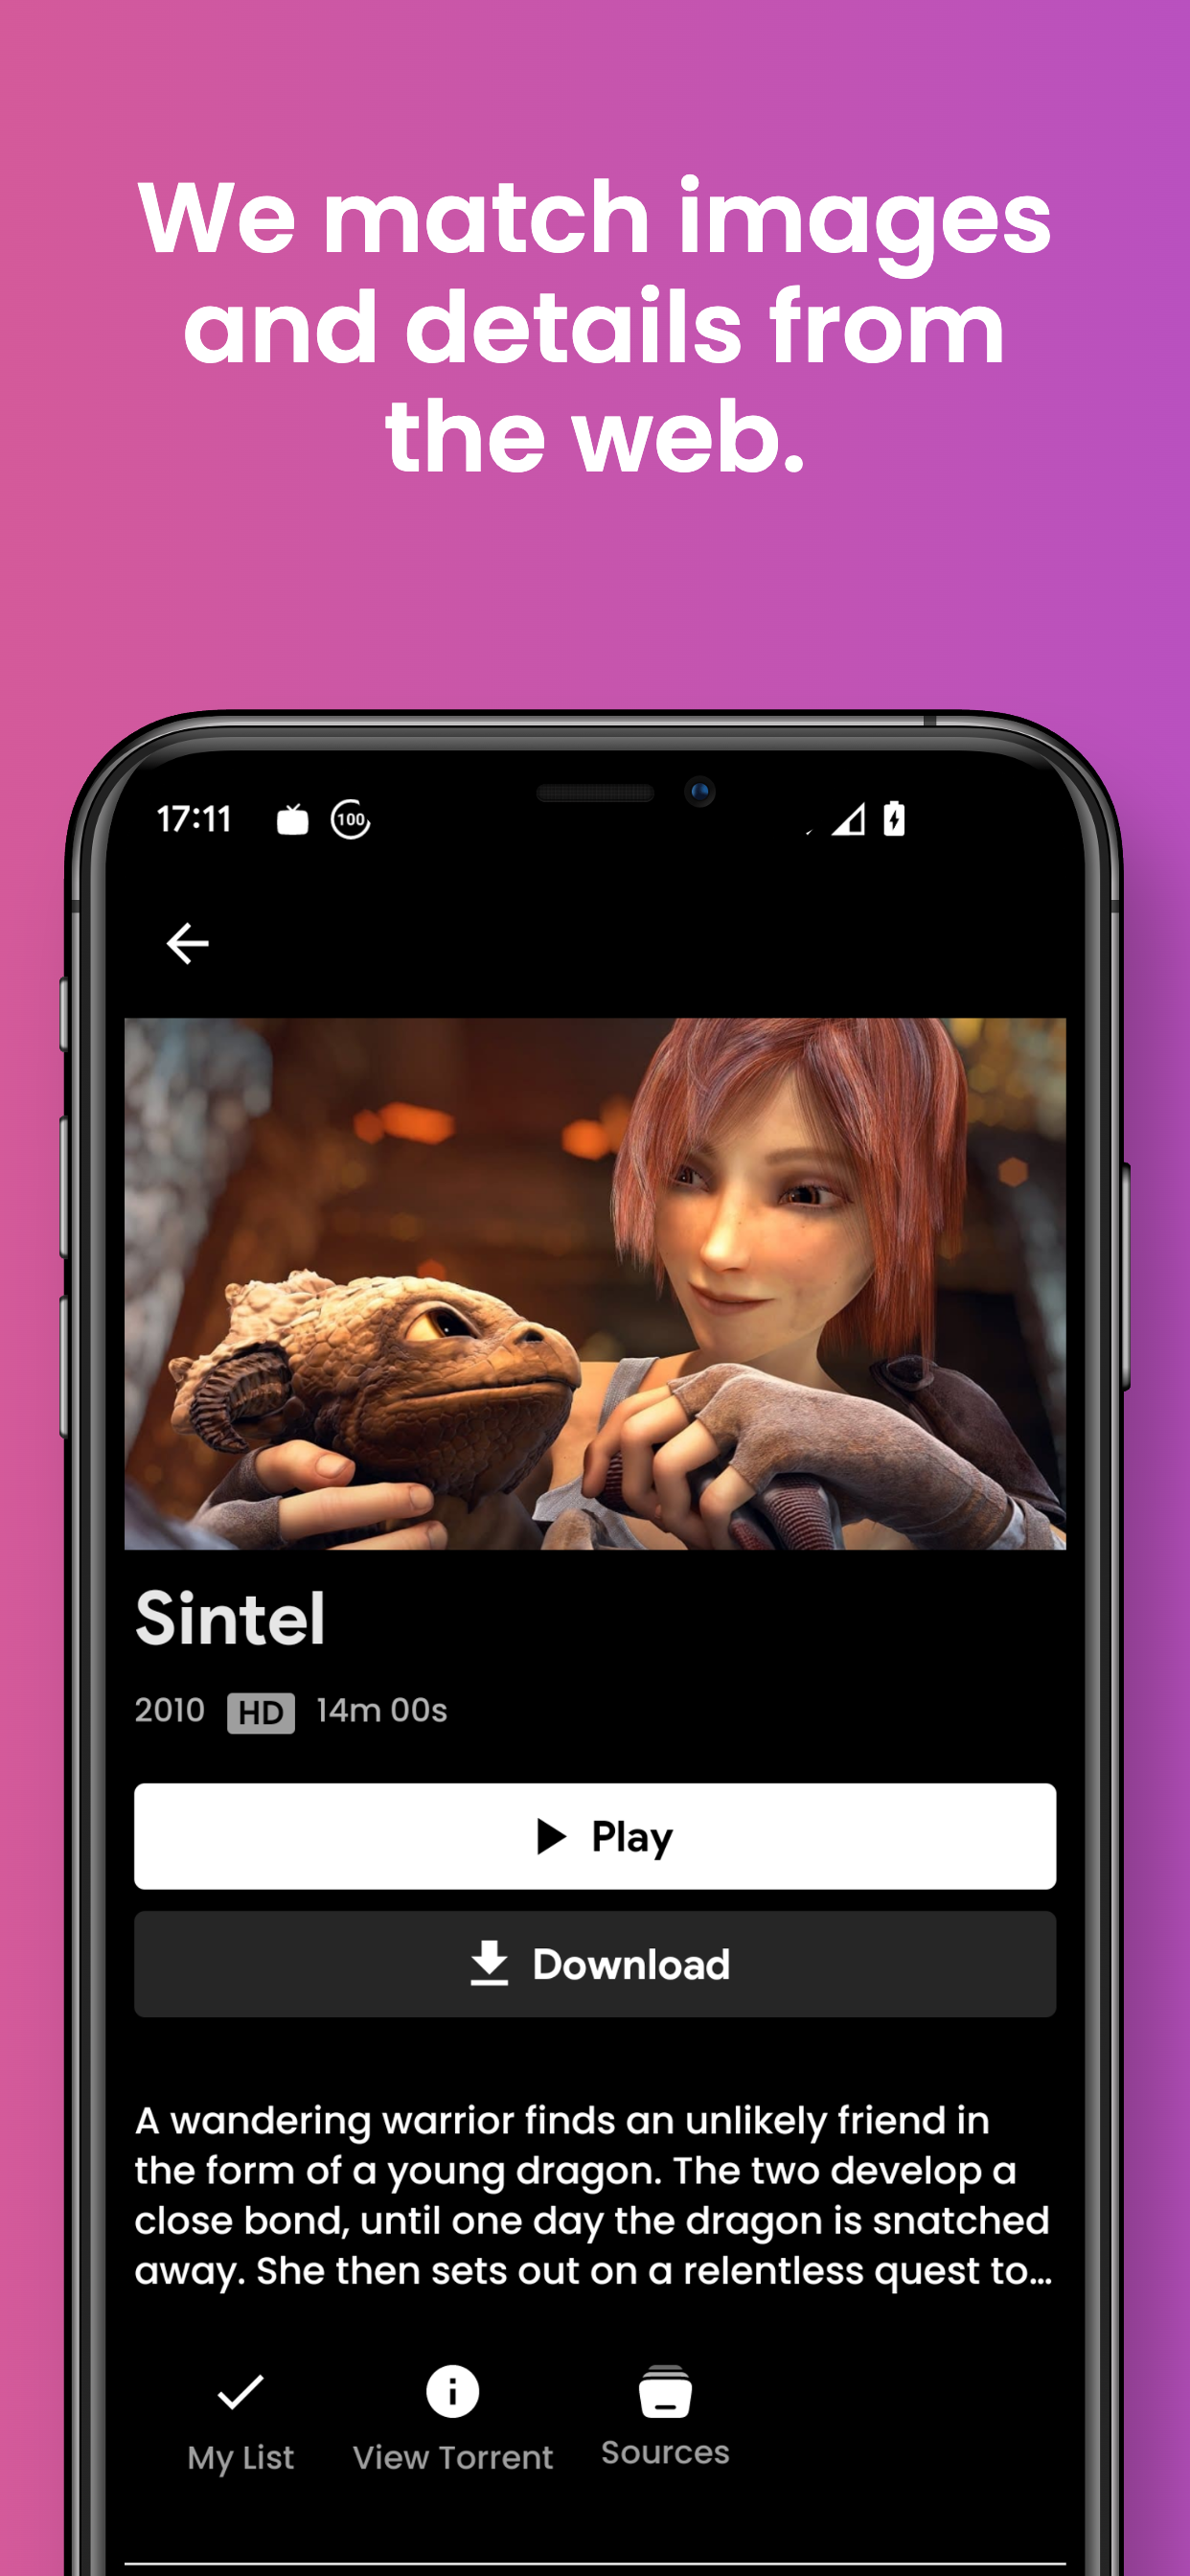 We match images
and details from
the web.
17:11
100
Sintel
2010 HD 14m 00s
Play
Download
A wandering warrior finds an unlikely friend in
the form of a young dragon. The two develop a
close bond, until one day the dragon is snatched
away. She then sets out on a relentless quest to...
My List
View Torrent
Sources